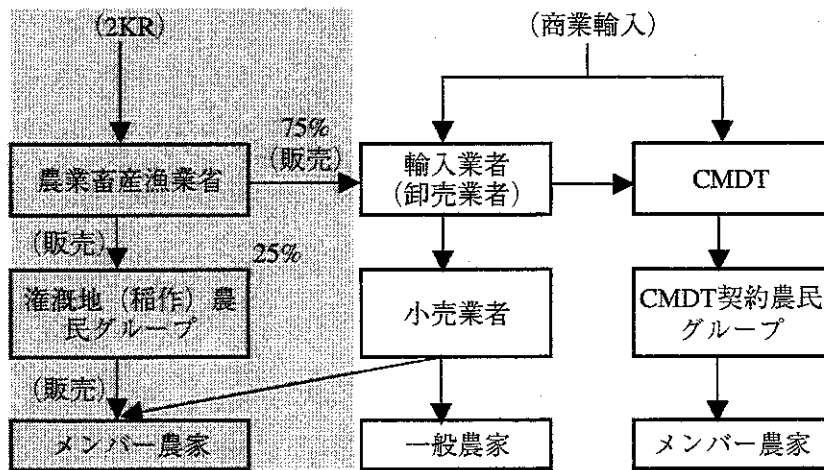 (2KR)
(商業輸入)
75%
(販売)
農業畜産漁業省
輸入業者
(卸売業者)
CMDT
(販売)
25%
灌漑地(稲作)農
民グループ
小売業者
CMDT契約農民
グループ
(販売)
メンバー農家
一般農家
メンバー農家